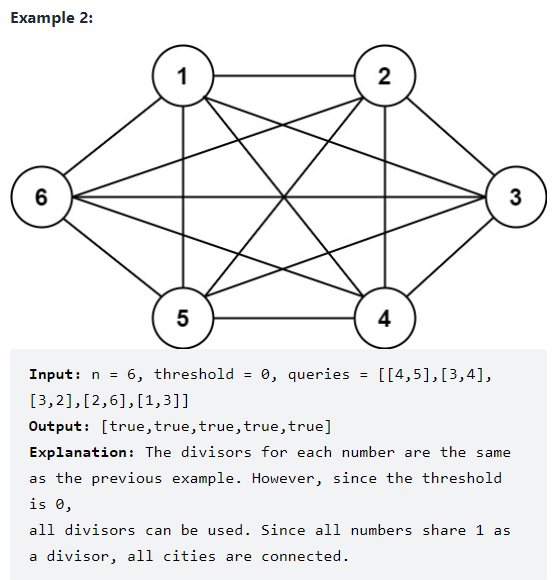 Example 2:
1 2
6 3
5 4
Input: n = 6, threshold = 0, queries = [[4,5],[3,4],
[3,2],[2,6],[1,3]]
Output: [true,true,true,true,true]
Explanation: The divisors for each number are the same
as the previous example. However, since the threshold
is 0,
all divisors can be used. Since all numbers share 1 as
a divisor, all cities are connected.